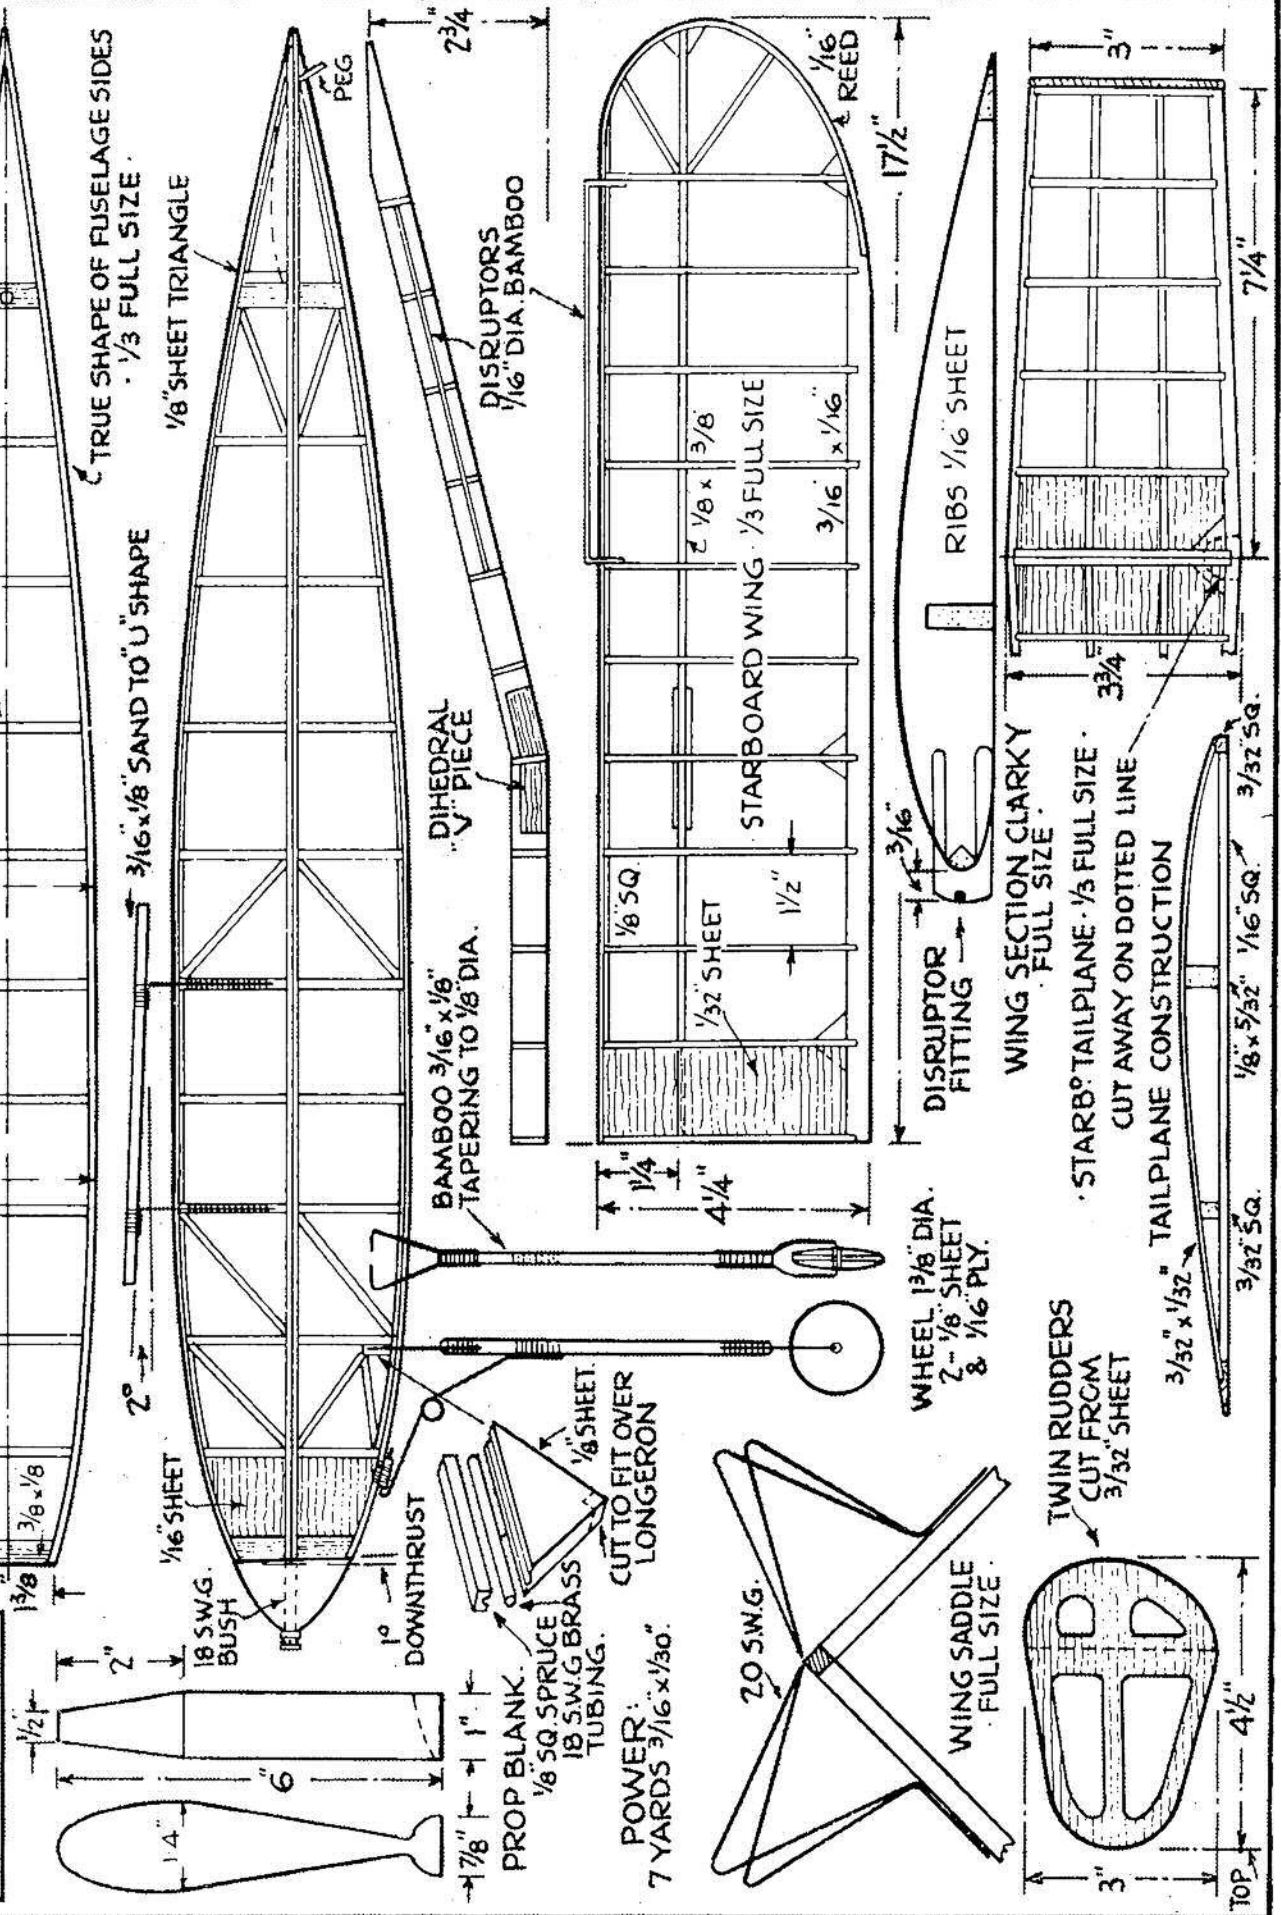 TRUE SHAPE OF FUSELAGE SIDES
· 1/3 FULL SIZE ·
1 3/8"
3/8 x 1/8
3/16 x 1/8" SAND TO "U" SHAPE
2°
1/8" SHEET TRIANGLE
PEG
1/16" SHEET
18 S.W.G.
BUSH
1°
DOWNTHRUST
2 3/4"
DISRUPTORS
1/16" DIA. BAMBOO
DIHEDRAL
"V" PIECE
BAMBOO 3/16" x 1/8"
TAPERING TO 1/8" DIA.
1/2"
2"
6"
1"
1·4"
1 7/8"
PROP BLANK.
1/8" SQ. SPRUCE
18 S.W.G BRASS
TUBING.
1/8" SHEET.
CUT TO FIT OVER
LONGERON
POWER:
7 YARDS 3/16" x 1/30".
WHEEL 1 3/8" DIA.
2 - 1/8" SHEET
& 1/16" PLY.
1/16"
REED
17 1/2"
1/8 x 3/8
STARBOARD WING · 1/3 FULL SIZE
3/16" x 1/16"
1/8" SQ.
1/32" SHEET
1 1/2"
1 1/4"
4 1/4"
RIBS 1/16" SHEET
3/16"
DISRUPTOR
FITTING
WING SECTION CLARKY
· FULL SIZE ·
3"
7 1/4"
3 3/4"
· STARBD TAILPLANE · 1/3 FULL SIZE ·
CUT AWAY ON DOTTED LINE
TAILPLANE CONSTRUCTION
3/32" x 1/32"
3/32" SQ.
1/8" x 5/32"
1/16" SQ.
3/32" SQ.
20 S.W.G.
WING SADDLE
· FULL SIZE ·
TWIN RUDDERS
CUT FROM
3/32" SHEET
3"
4 1/2"
TOP